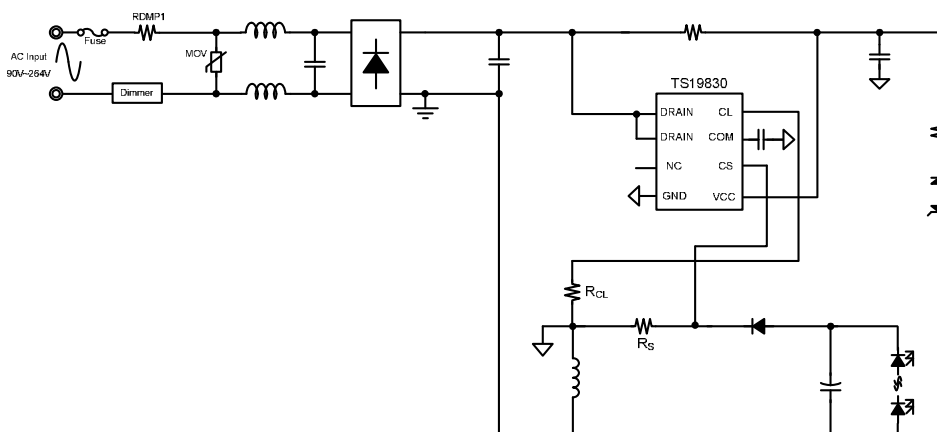 RDMP1
Fuse
AC Input
90V~264V
MOV
Dimmer
TS19830
DRAIN
CL
DRAIN
COM
NC
CS
GND
VCC
RCL
RS